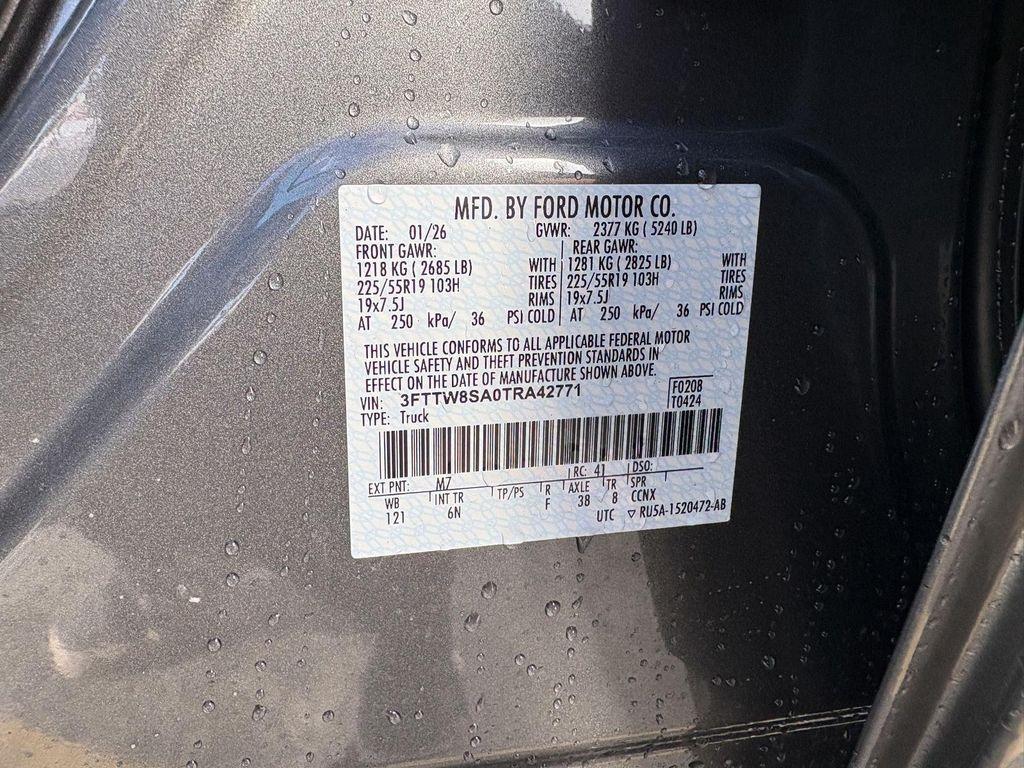 MFD. BY FORD MOTOR CO.
DATE: 01/26 GVWR: 2377 KG ( 5240 LB)
FRONT GAWR: REAR GAWR:
1218 KG ( 2685 LB) WITH 1281 KG ( 2825 LB) WITH
225/55R19 103H TIRES 225/55R19 103H TIRES
19x7.5J RIMS 19x7.5J RIMS
AT 250 kPa/ 36 PSI COLD AT 250 kPa/ 36 PSI COLD
THIS VEHICLE CONFORMS TO ALL APPLICABLE FEDERAL MOTOR
VEHICLE SAFETY AND THEFT PREVENTION STANDARDS IN
EFFECT ON THE DATE OF MANUFACTURE SHOWN ABOVE.
VIN: 3FTTW8SA0TRA42771 F0208
TYPE: Truck T0424
EXT PNT: M7 RC: 41 DSO:
WB INT TR TP/PS R AXLE TR SPR
121 6N F 38 8 CCNX
UTC ▽ RU5A-1520472-AB